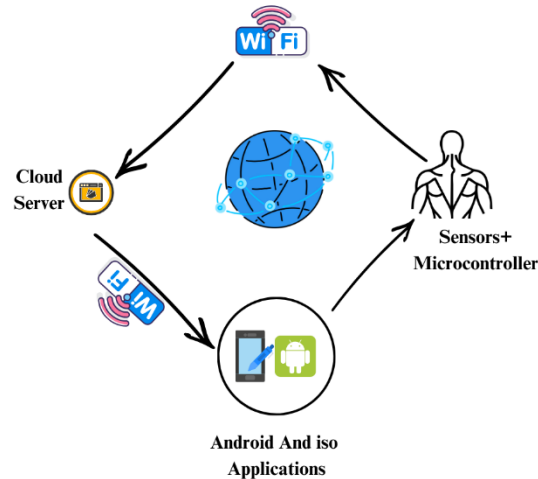 Wi Fi
Cloud
Server
Sensors+
Microcontroller
Wi Fi
Android And iso
Applications